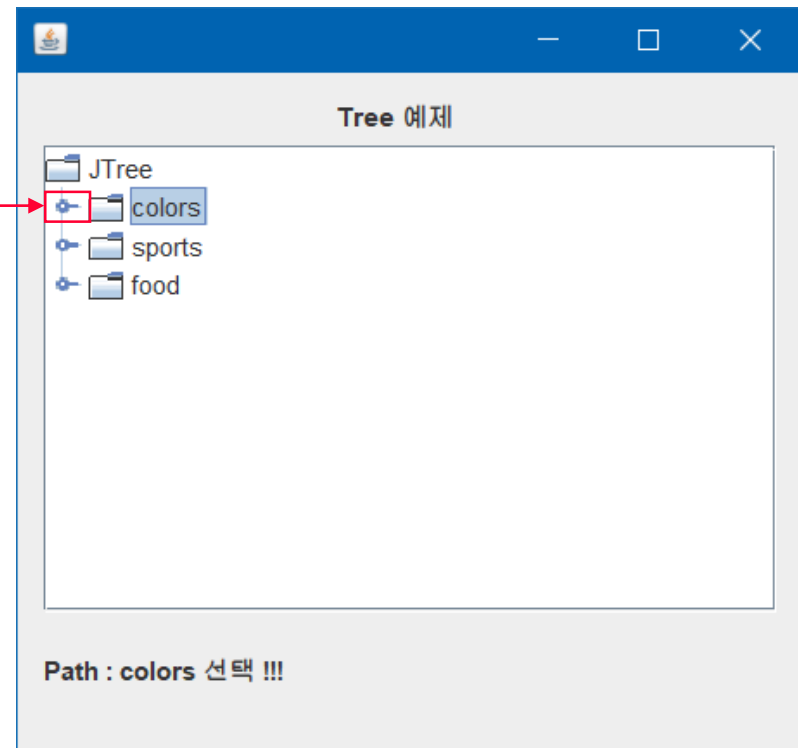 Tree 예제
JTree
colors
sports
food
Path : colors 선택 !!!